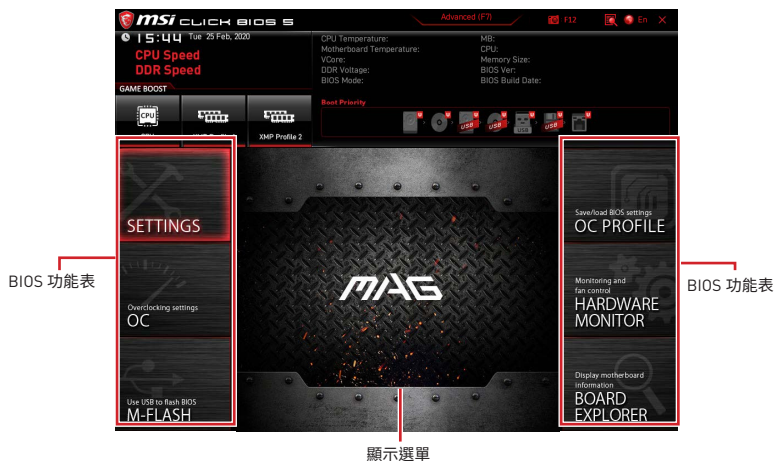 msi CLICK BIOS 5
Advanced (F7)
F12
En
15:44 Tue 25 Feb, 2020
CPU Speed
DDR Speed
CPU Temperature:
Motherboard Temperature:
VCore:
DDR Voltage:
BIOS Mode:
MB:
CPU:
Memory Size:
BIOS Ver:
BIOS Build Date:
GAME BOOST
Boot Priority
CPU
XMP Profile 2
USB
USB
USB
USB
BIOS 功能表
SETTINGS
Overclocking settings
OC
Use USB to flash BIOS
M-FLASH
MAG
Save/load BIOS settings
OC PROFILE
Monitoring and
fan control
HARDWARE
MONITOR
Display motherboard
information
BOARD
EXPLORER
BIOS 功能表
顯示選單